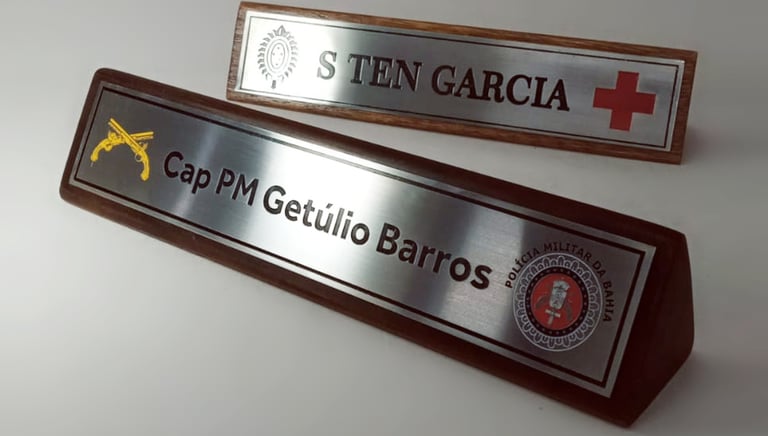 S TEN GARCIA
Cap PM Getúlio Barros
POLÍCIA MILITAR DA BAHIA